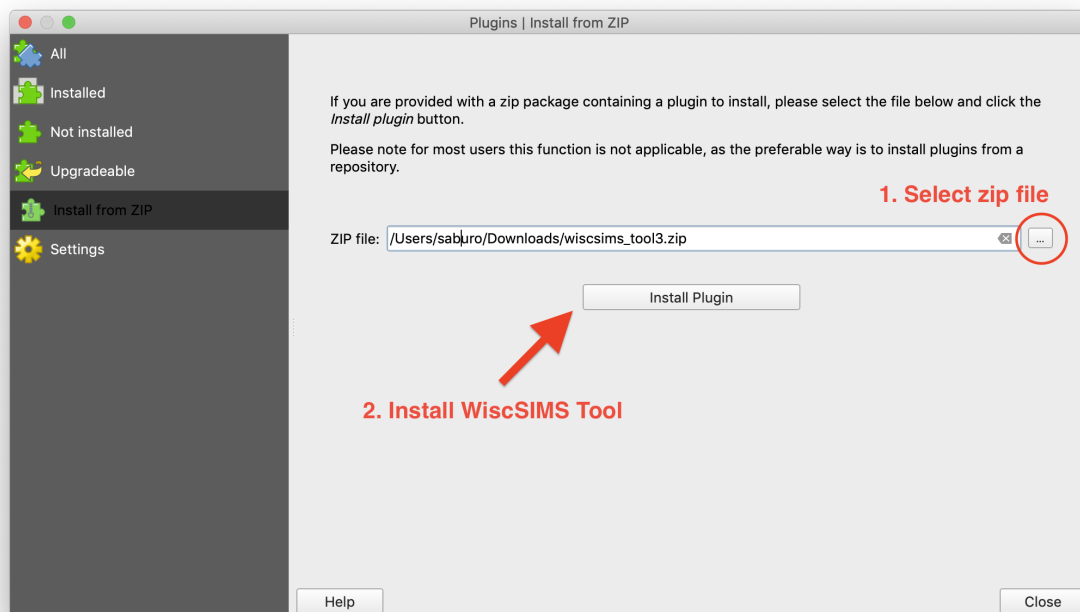 Plugins | Install from ZIP
All
Installed
Not installed
Upgradeable
Install from ZIP
Settings
If you are provided with a zip package containing a plugin to install, please select the file below and click the
Install plugin button.
Please note for most users this function is not applicable, as the preferable way is to install plugins from a
repository.
1. Select zip file
ZIP file: /Users/saburo/Downloads/wiscsims_tool3.zip ...
Install Plugin
2. Install WiscSIMS Tool
Help
Close